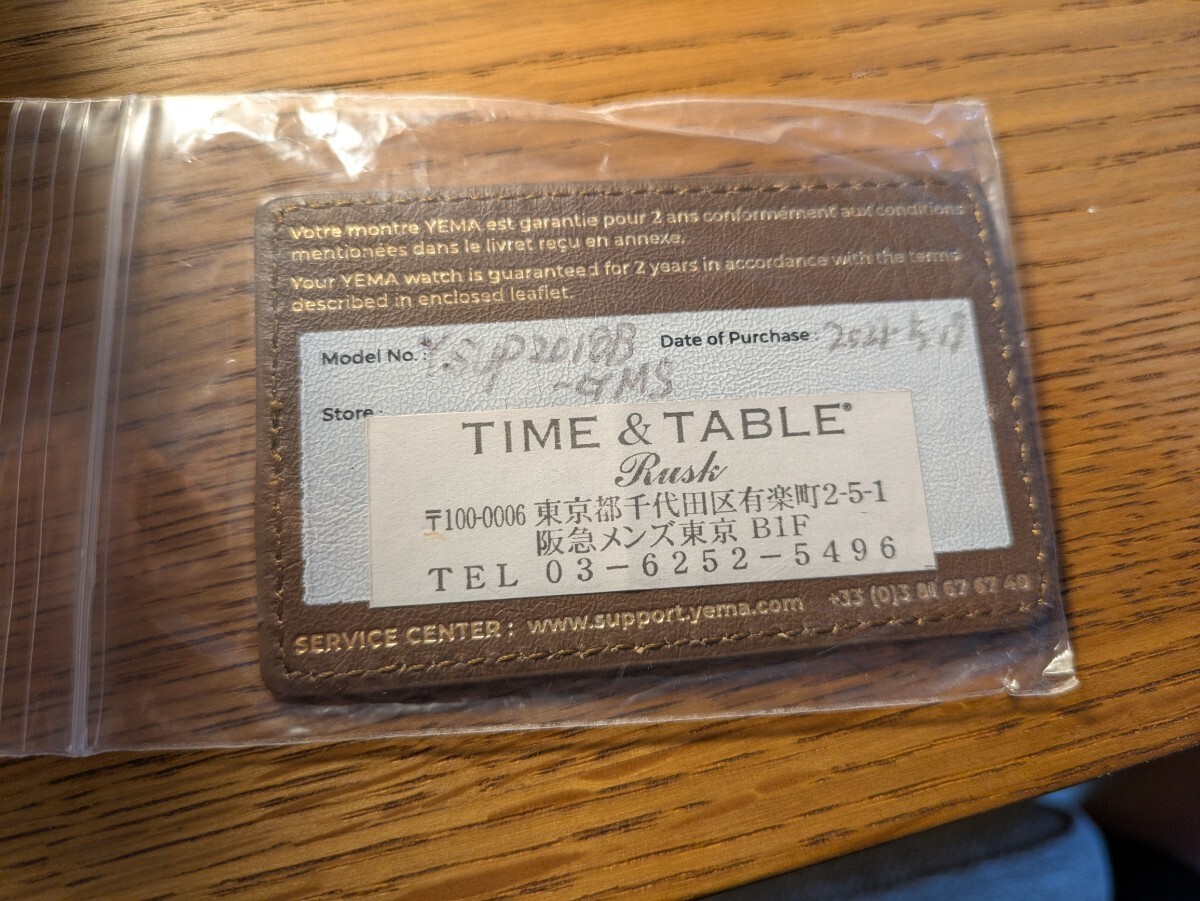 Votre montre YEMA est garantie pour 2 ans conformément aux conditions
mentionnées dans le livret reçu en annexe.
Your YEMA watch is guaranteed for 2 years in accordance with the terms
described in enclosed leaflet.
Model No. : Date of Purchase :
-GMS
Store :
TIME & TABLE®
Rusk
〒100-0006 東京都千代田区有楽町2-5-1
阪急メンズ東京 B1F
TEL 03-6252-5496
SERVICE CENTER : www.support.yema.com +33 (0)3 81 67 67 40